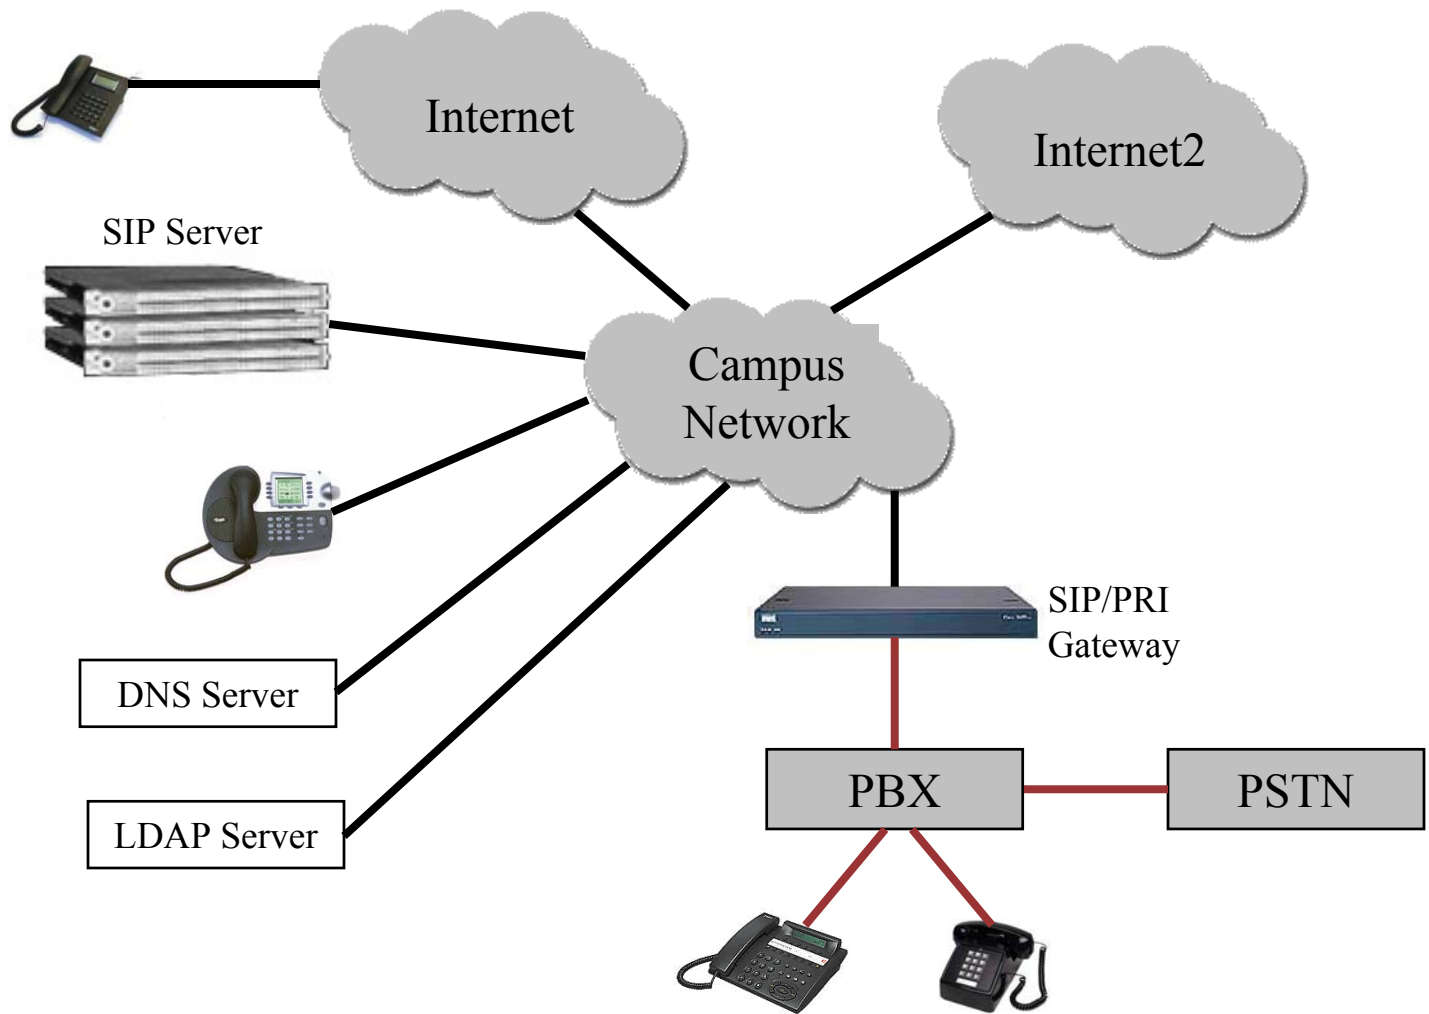 Internet
Internet2
SIP Server
Campus
Network
SIP/PRI
Gateway
DNS Server
PBX
PSTN
LDAP Server